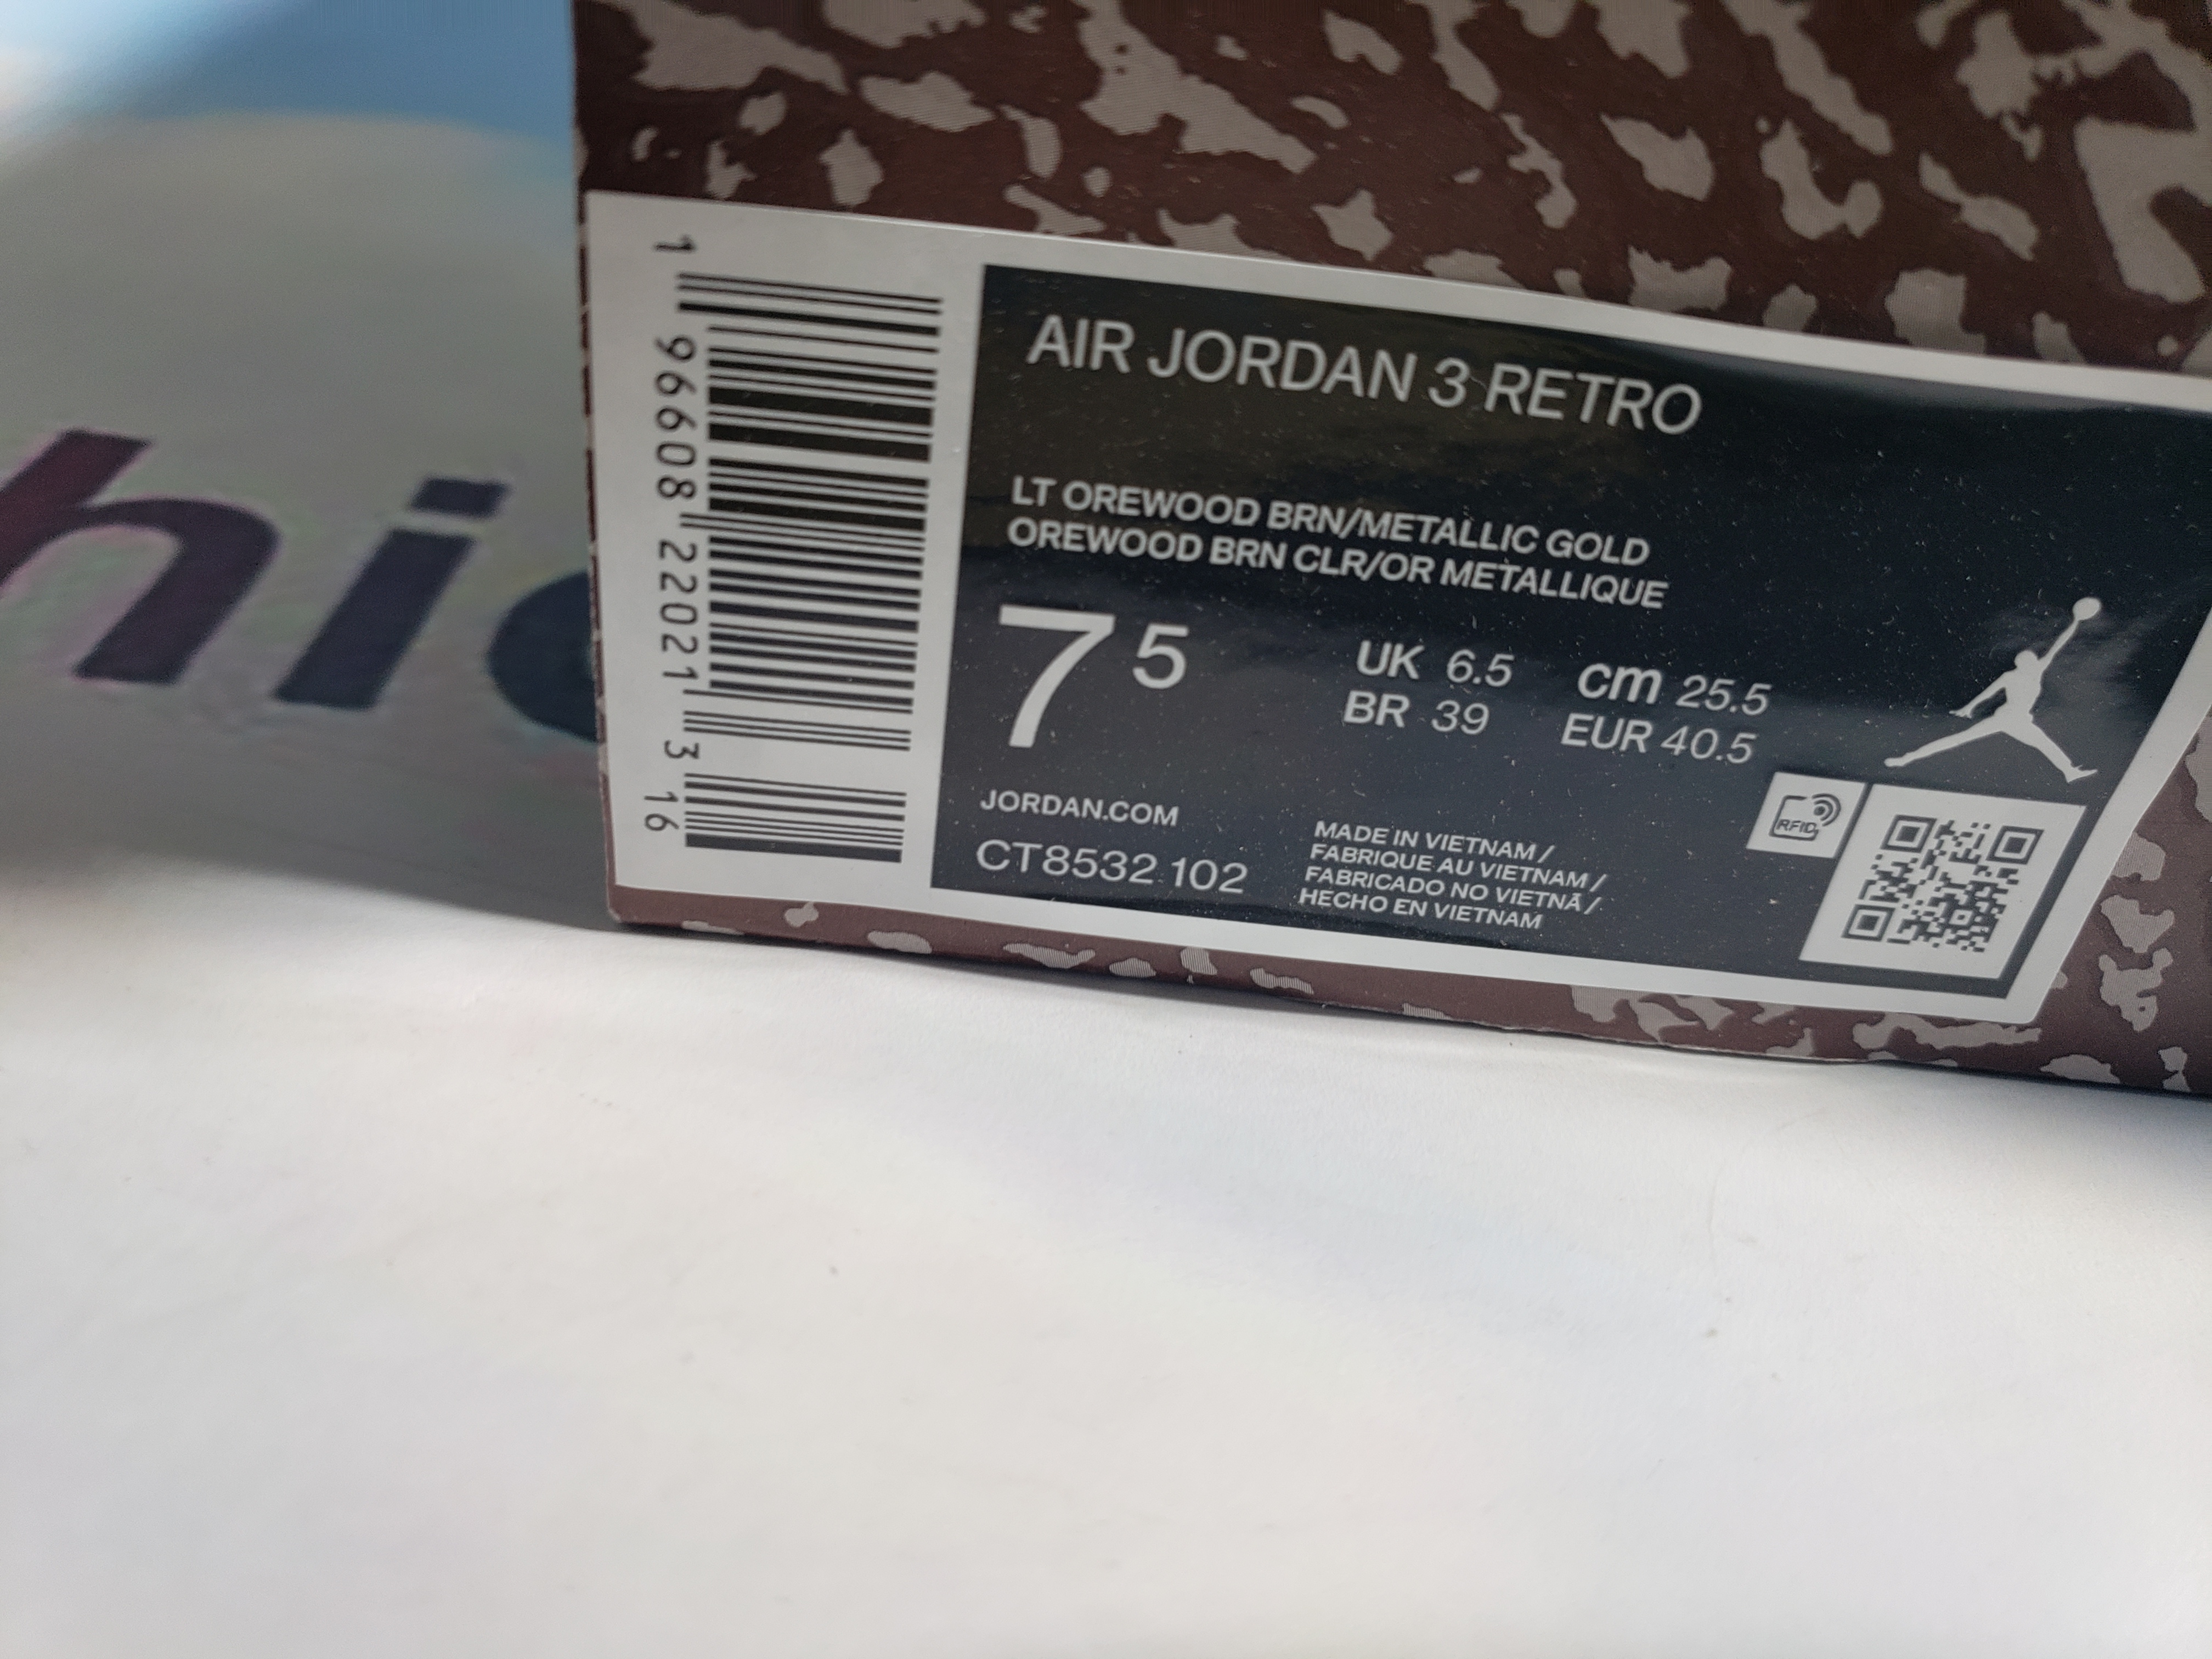 hi
1 96608 22021 3 16
AIR JORDAN 3 RETRO
LT OREWOOD BRN/METALLIC GOLD
OREWOOD BRN CLR/OR METALLIQUE
7 5
UK 6.5 cm 25.5
BR 39 EUR 40.5
JORDAN.COM
CT8532 102
MADE IN VIETNAM /
FABRIQUE AU VIETNAM /
FABRICADO NO VIETNÃ /
HECHO EN VIETNAM
RFID